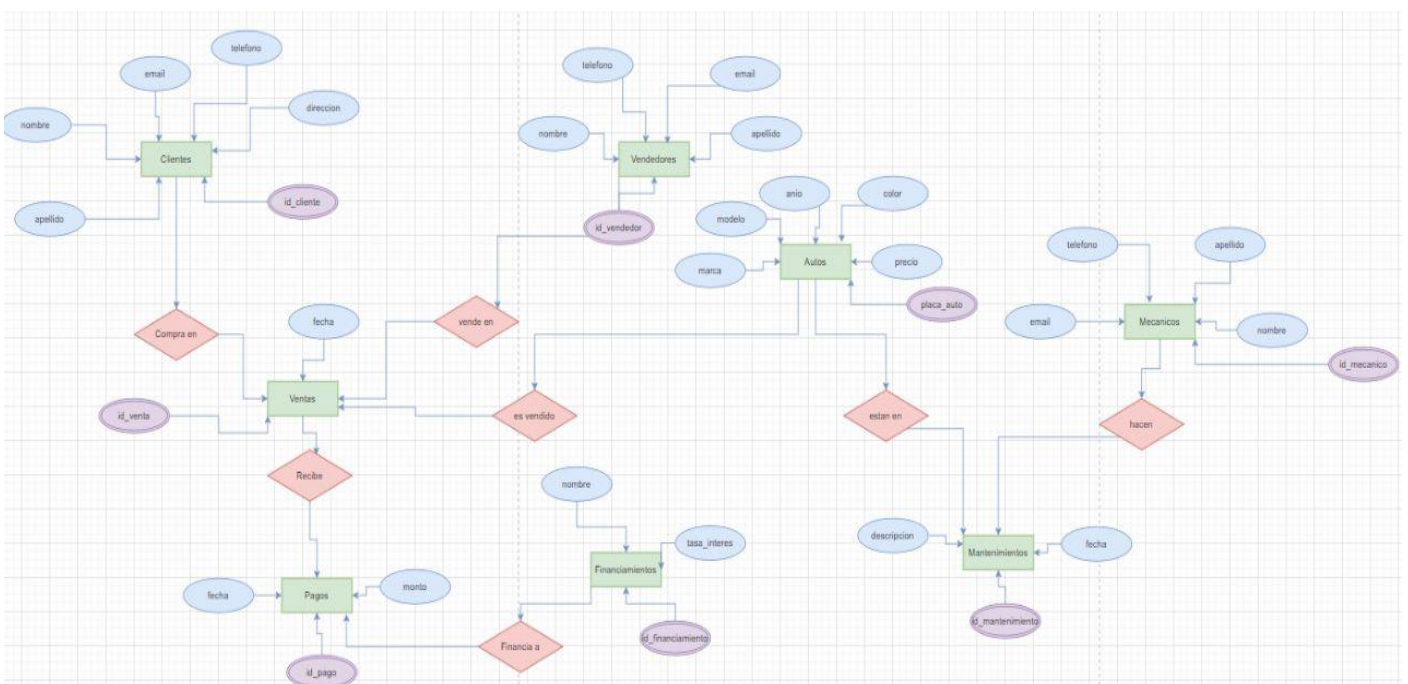 telefono
email
direccion
nombre
Clientes
id_cliente
apellido
telefono
email
nombre
apellido
Vendedores
id_vendedor
anio
color
modelo
marca
Autos
precio
placa_auto
telefono
apellido
email
Mecanicos
nombre
id_mecanico
Compra en
fecha
vende en
Ventas
id_venta
es vendido
estan en
hacen
Recibe
nombre
tasa_interes
Financiamientos
id_financiamiento
descripcion
fecha
Mantenimientos
id_mantenimiento
fecha
monto
Pagos
Financia a
id_pago